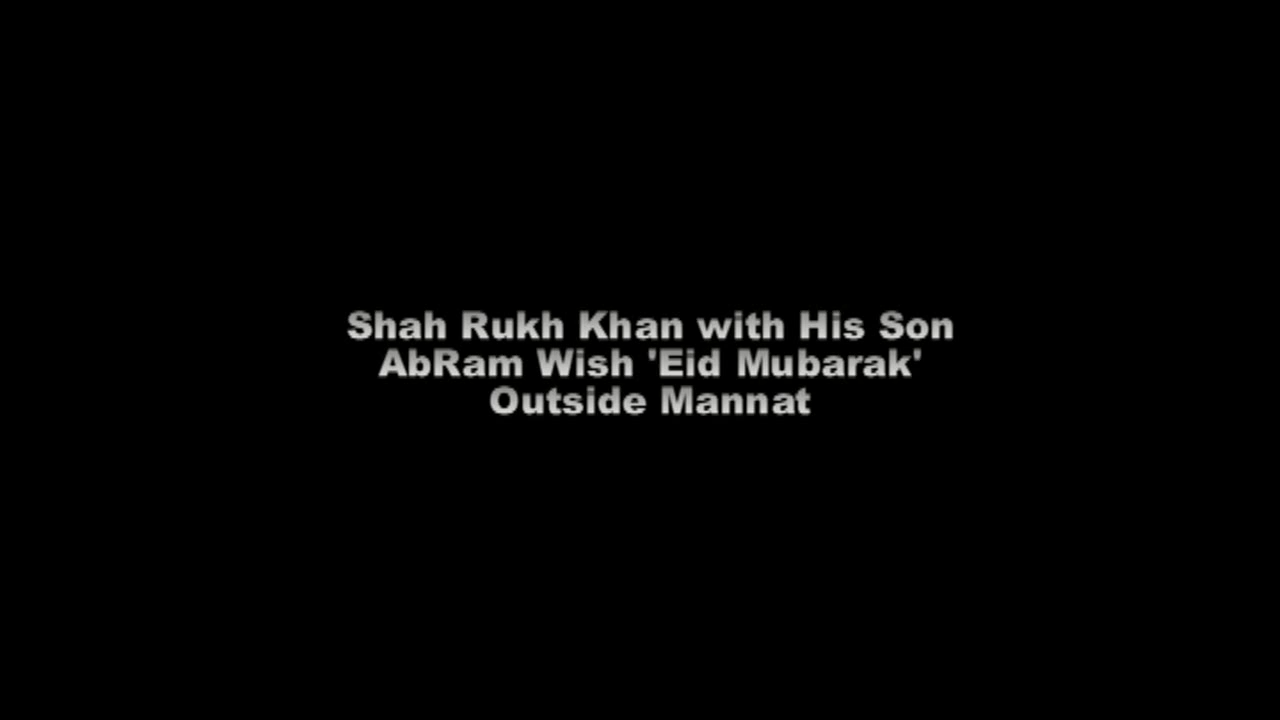 Shah Rukh Khan with His Son
AbRam Wish 'Eid Mubarak'
Outside Mannat